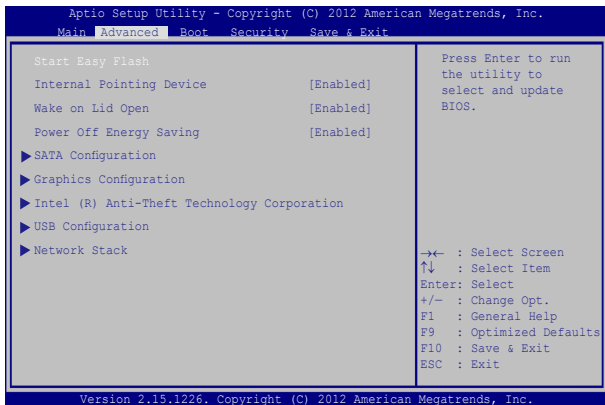 Aptio Setup Utility - Copyright (C) 2012 American Megatrends, Inc.
Main Advanced Boot Security Save & Exit
Start Easy Flash
Internal Pointing Device [Enabled]
Wake on Lid Open [Enabled]
Power Off Energy Saving [Enabled]
SATA Configuration
Graphics Configuration
Intel (R) Anti-Theft Technology Corporation
USB Configuration
Network Stack
Press Enter to run
the utility to
select and update
BIOS.
→← : Select Screen
↑↓ : Select Item
Enter: Select
+/— : Change Opt.
F1 : General Help
F9 : Optimized Defaults
F10 : Save & Exit
ESC : Exit
Version 2.15.1226. Copyright (C) 2012 American Megatrends, Inc.